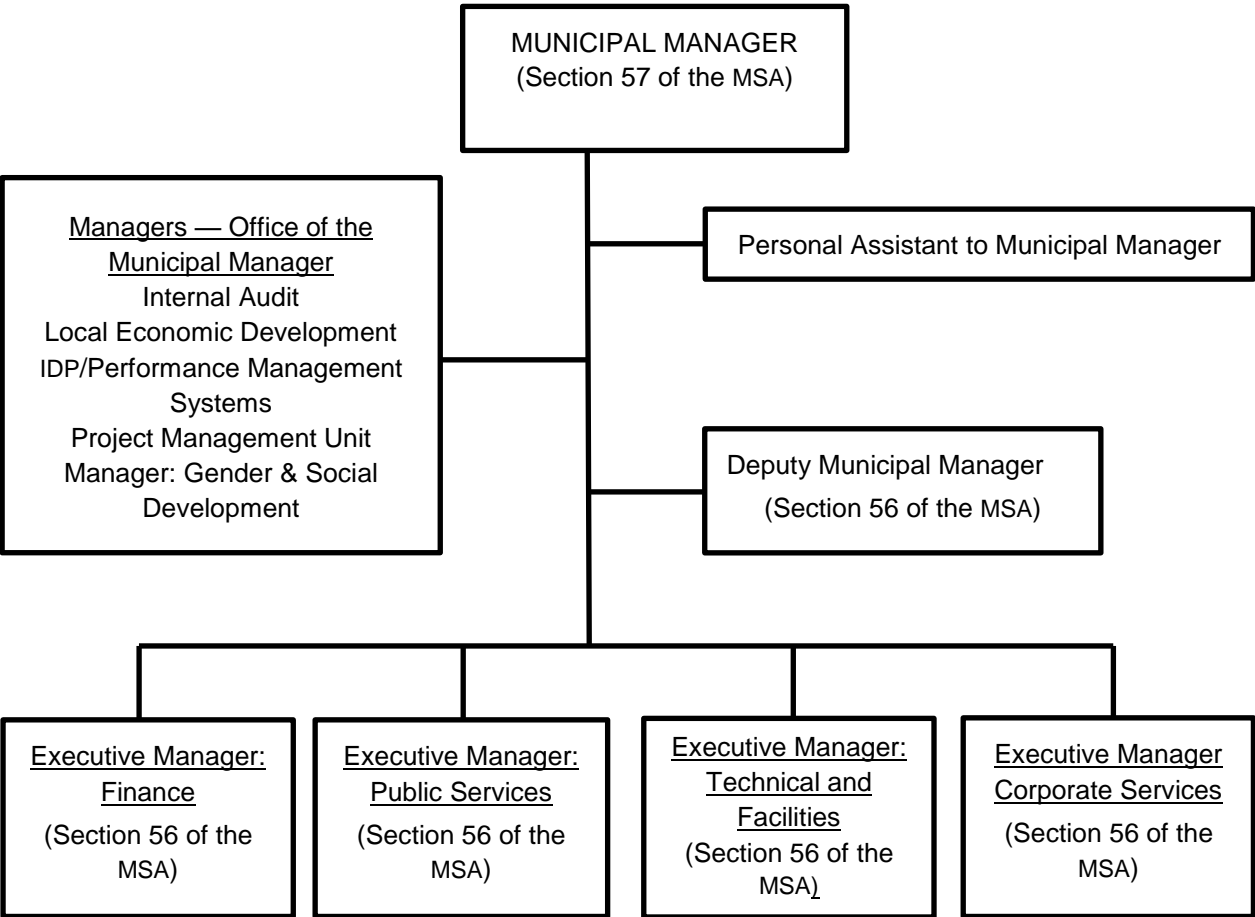 MUNICIPAL MANAGER
(Section 57 of the MSA)
Managers — Office of the
Municipal Manager
Internal Audit
Local Economic Development
IDP/Performance Management
Systems
Project Management Unit
Manager: Gender & Social
Development
Personal Assistant to Municipal Manager
Deputy Municipal Manager
(Section 56 of the MSA)
Executive Manager:
Finance
(Section 56 of the
MSA)
Executive Manager:
Public Services
(Section 56 of the
MSA)
Executive Manager:
Technical and
Facilities
(Section 56 of the
MSA)
Executive Manager
Corporate Services
(Section 56 of the
MSA)